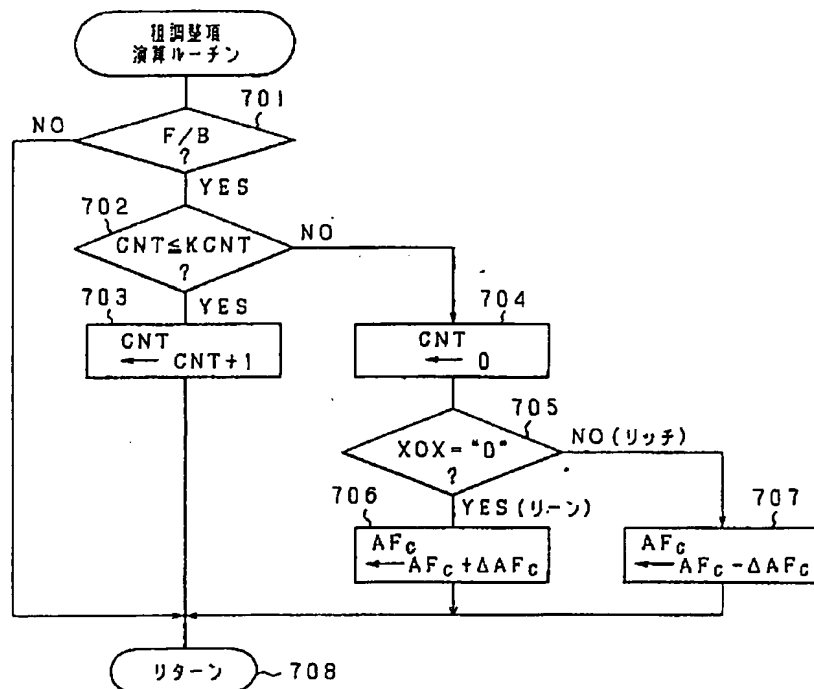 粗調整項
演算ルーチン
701
NO
F/B
?
YES
702
CNT≦KCNT
?
NO
YES
703
CNT
← CNT+1
704
CNT
← 0
705
XOX="0"
?
NO(リッチ)
YES(リーン)
706
AFc
← AFc+ΔAFc
707
AFc
← AFc-ΔAFc
リターン
708